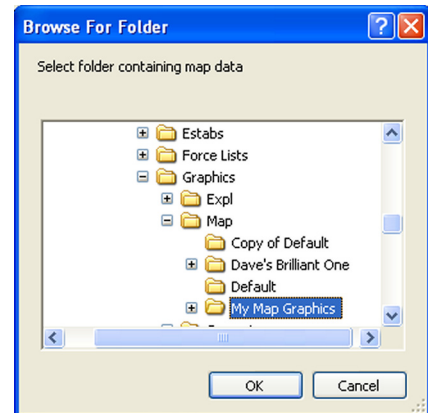 Browse For Folder
Select folder containing map data
Estabs
Force Lists
Graphics
Expl
Map
Copy of Default
Dave's Brilliant One
Default
My Map Graphics
OK Cancel